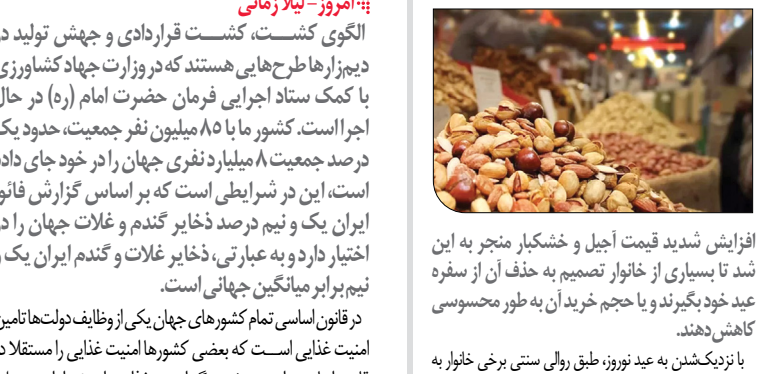 امروز - لیلا زمانی
الگوی کشت، کشت قراردادی و جهش تولید در
دیم‌زارها طرح‌هایی هستند که در وزارت جهاد کشاورزی
با کمک ستاد اجرایی فرمان حضرت امام (ره) در حال
اجرا است. کشور ما با ۸۵ میلیون نفر جمعیت، حدود یک
درصد جمعیت ۸ میلیارد نفری جهان را در خود جای داده
است، این در شرایطی است که بر اساس گزارش فائو
ایران یک و نیم درصد ذخایر گندم و غلات جهان را در
اختیار دارد و به عبارتی، ذخایر غلات و گندم ایران یک و
نیم برابر میانگین جهانی است.
در قانون اساسی تمام کشورهای جهان یکی از وظایف دولت‌ها تامین
امنیت غذایی است که بعضی کشورها امنیت غذایی را مستقلا در
افزایش شدید قیمت آجیل و خشکبار منجر به این
شد تا بسیاری از خانوار تصمیم به حذف آن از سفره
عید خود بگیرند و یا حجم خرید آن به طور محسوسی
کاهش دهند.
با نزدیک‌شدن به عید نوروز، طبق روالی سنتی برخی خانوار به